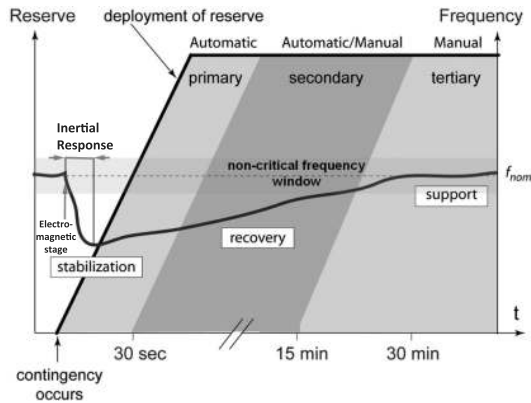 Reserve
deployment of reserve
Frequency
Automatic
Automatic/Manual
Manual
primary
secondary
tertiary
Inertial
Response
non-critical frequency
window
f_nom
Electro-
magnetic
stage
support
stabilization
recovery
t
30 sec
15 min
30 min
contingency
occurs